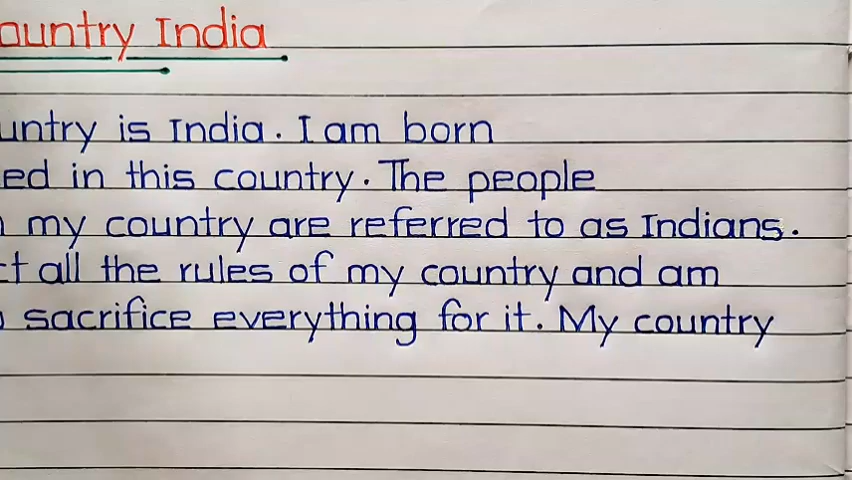 ountry India
untry is India. I am born
ed in this country. The people
my country are referred to as Indians.
ct all the rules of my country and am
sacrifice everything for it. My country